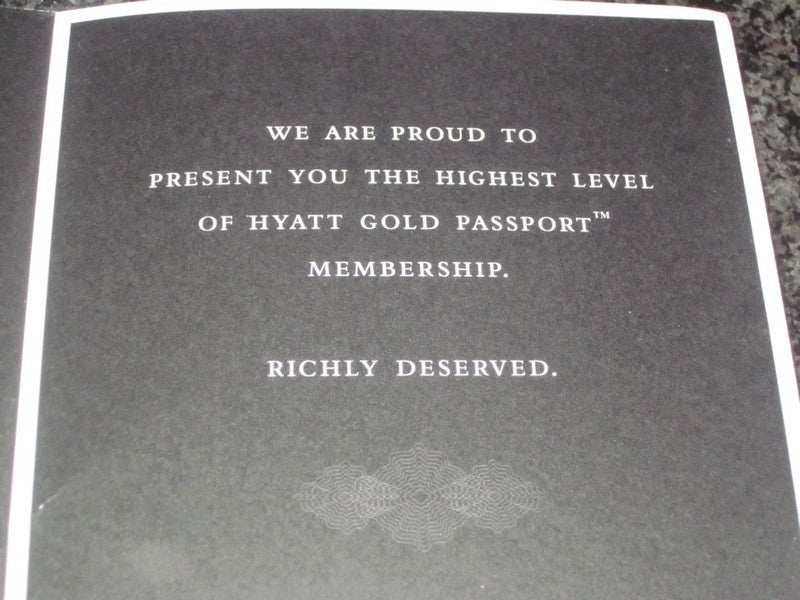 WE ARE PROUD TO
PRESENT YOU THE HIGHEST LEVEL
OF HYATT GOLD PASSPORT™
MEMBERSHIP.
RICHLY DESERVED.